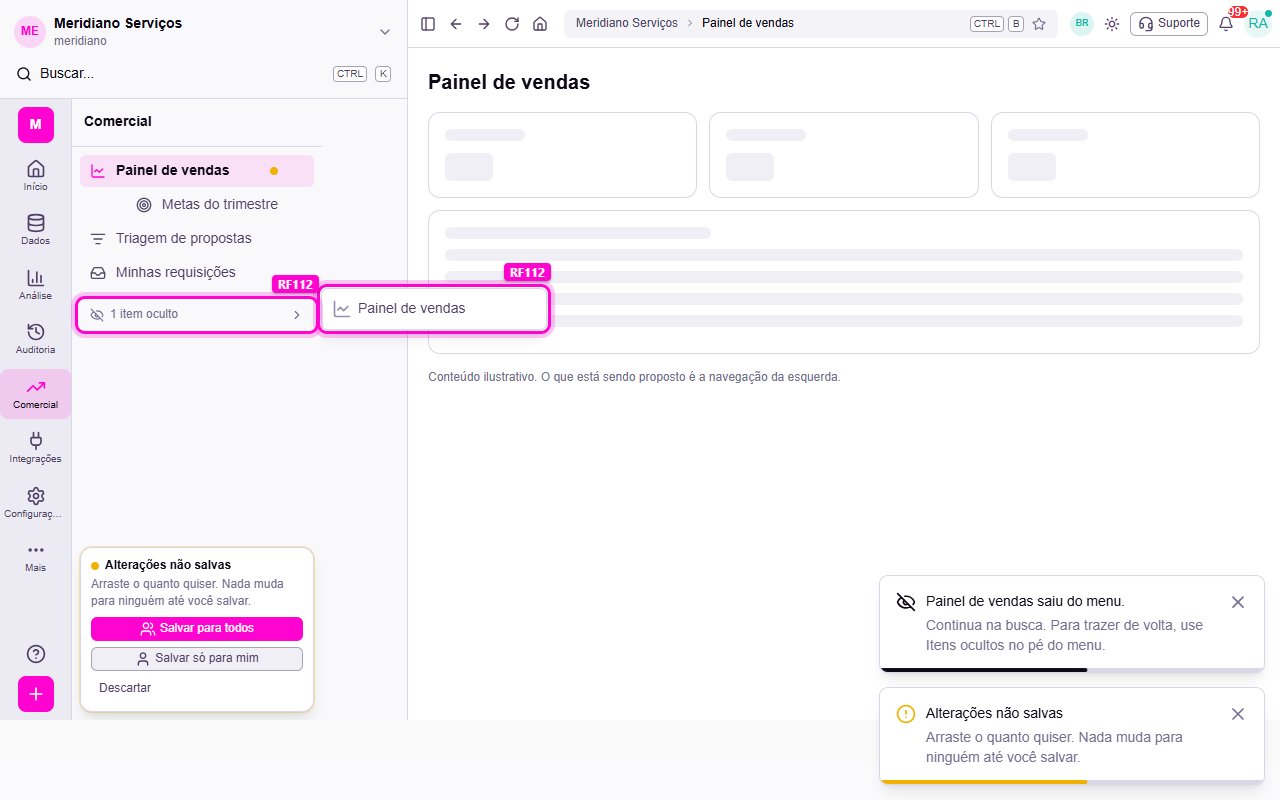 ME
Meridiano Serviços
meridiano
Buscar...
CTRL K
Meridiano Serviços > Painel de vendas
CTRL B
BR
Suporte
99+
RA
M
Início
Dados
Análise
Auditoria
Comercial
Integrações
Configuraç...
Mais
Comercial
Painel de vendas
Metas do trimestre
Triagem de propostas
Minhas requisições
RF112
1 item oculto
RF112
Painel de vendas
Alterações não salvas
Arraste o quanto quiser. Nada muda
para ninguém até você salvar.
Salvar para todos
Salvar só para mim
Descartar
Painel de vendas
Conteúdo ilustrativo. O que está sendo proposto é a navegação da esquerda.
Painel de vendas saiu do menu.
Continua na busca. Para trazer de volta, use
Itens ocultos no pé do menu.
Alterações não salvas
Arraste o quanto quiser. Nada muda para
ninguém até você salvar.